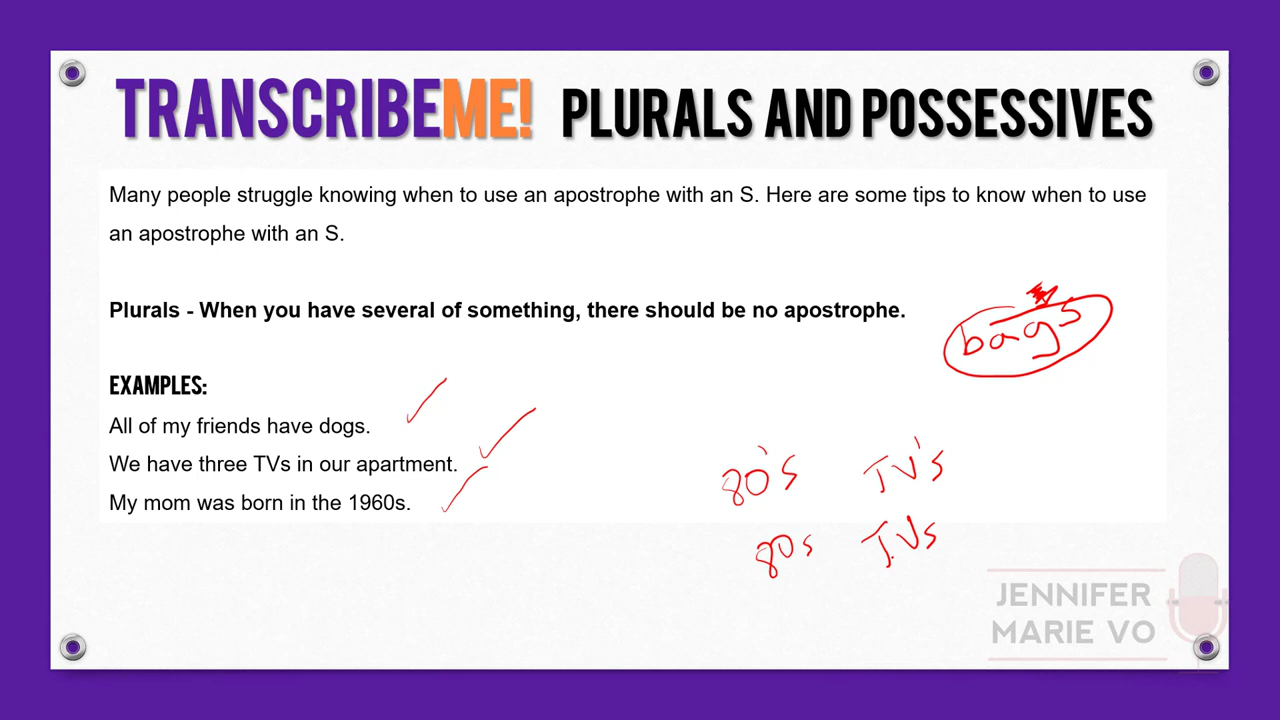 TRANSCRIBEME! PLURALS AND POSSESSIVES
Many people struggle knowing when to use an apostrophe with an S. Here are some tips to know when to use
an apostrophe with an S.
Plurals - When you have several of something, there should be no apostrophe.
bags
EXAMPLES:
All of my friends have dogs.
We have three TVs in our apartment.
My mom was born in the 1960s.
80's TV's
80s TVs
JENNIFER
MARIE VO